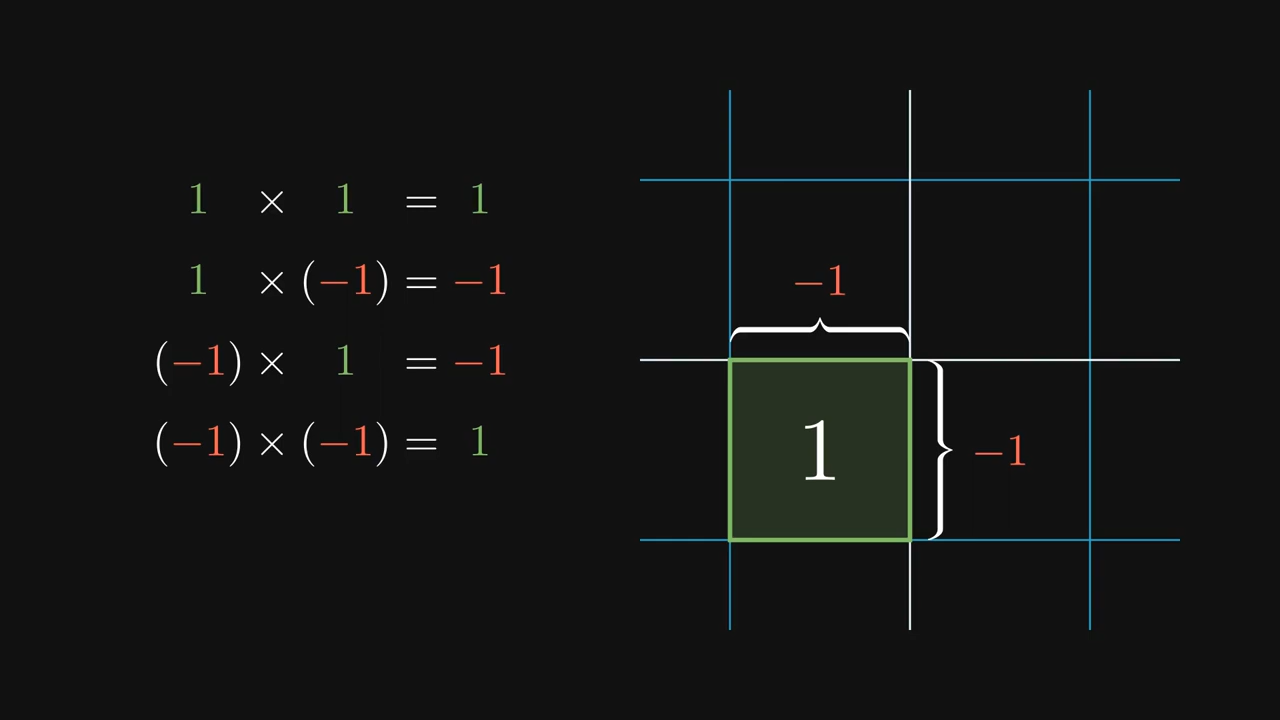 1 × 1 = 1
1 × (−1) = −1
(−1) × 1 = −1
(−1) × (−1) = 1
−1
1
−1